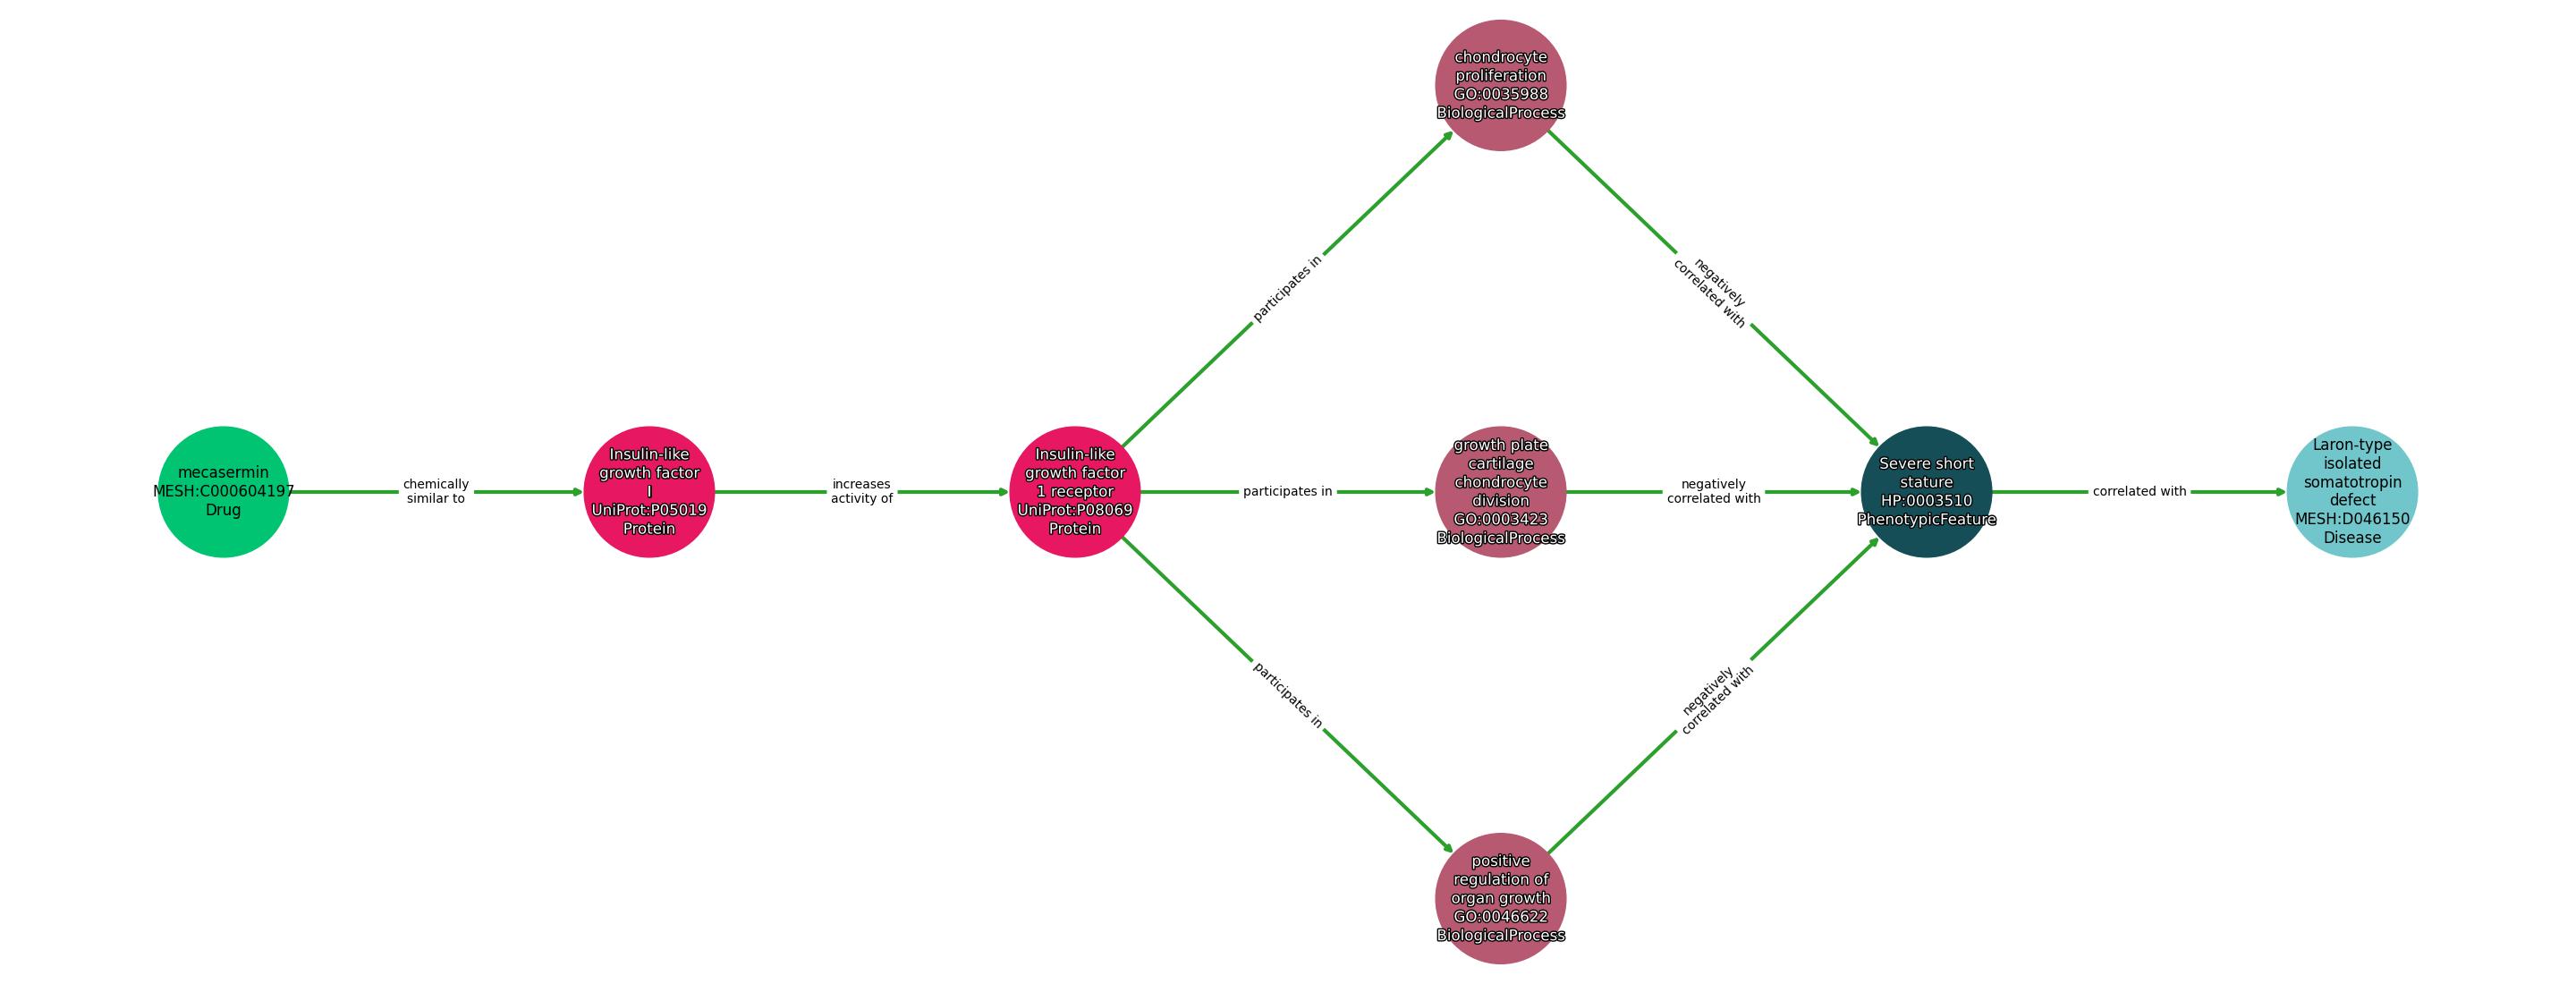 chondrocyte
proliferation
GO:0035988
BiologicalProcess
participates in
negatively
correlated with
mecasermin
MESH:C000604197
Drug
chemically
similar to
Insulin-like
growth factor
I
UniProt:P05019
Protein
increases
activity of
Insulin-like
growth factor
1 receptor
UniProt:P08069
Protein
participates in
growth plate
cartilage
chondrocyte
division
GO:0003423
BiologicalProcess
negatively
correlated with
Severe short
stature
HP:0003510
PhenotypicFeature
correlated with
Laron-type
isolated
somatotropin
defect
MESH:D046150
Disease
participates in
negatively
correlated with
positive
regulation of
organ growth
GO:0046622
BiologicalProcess